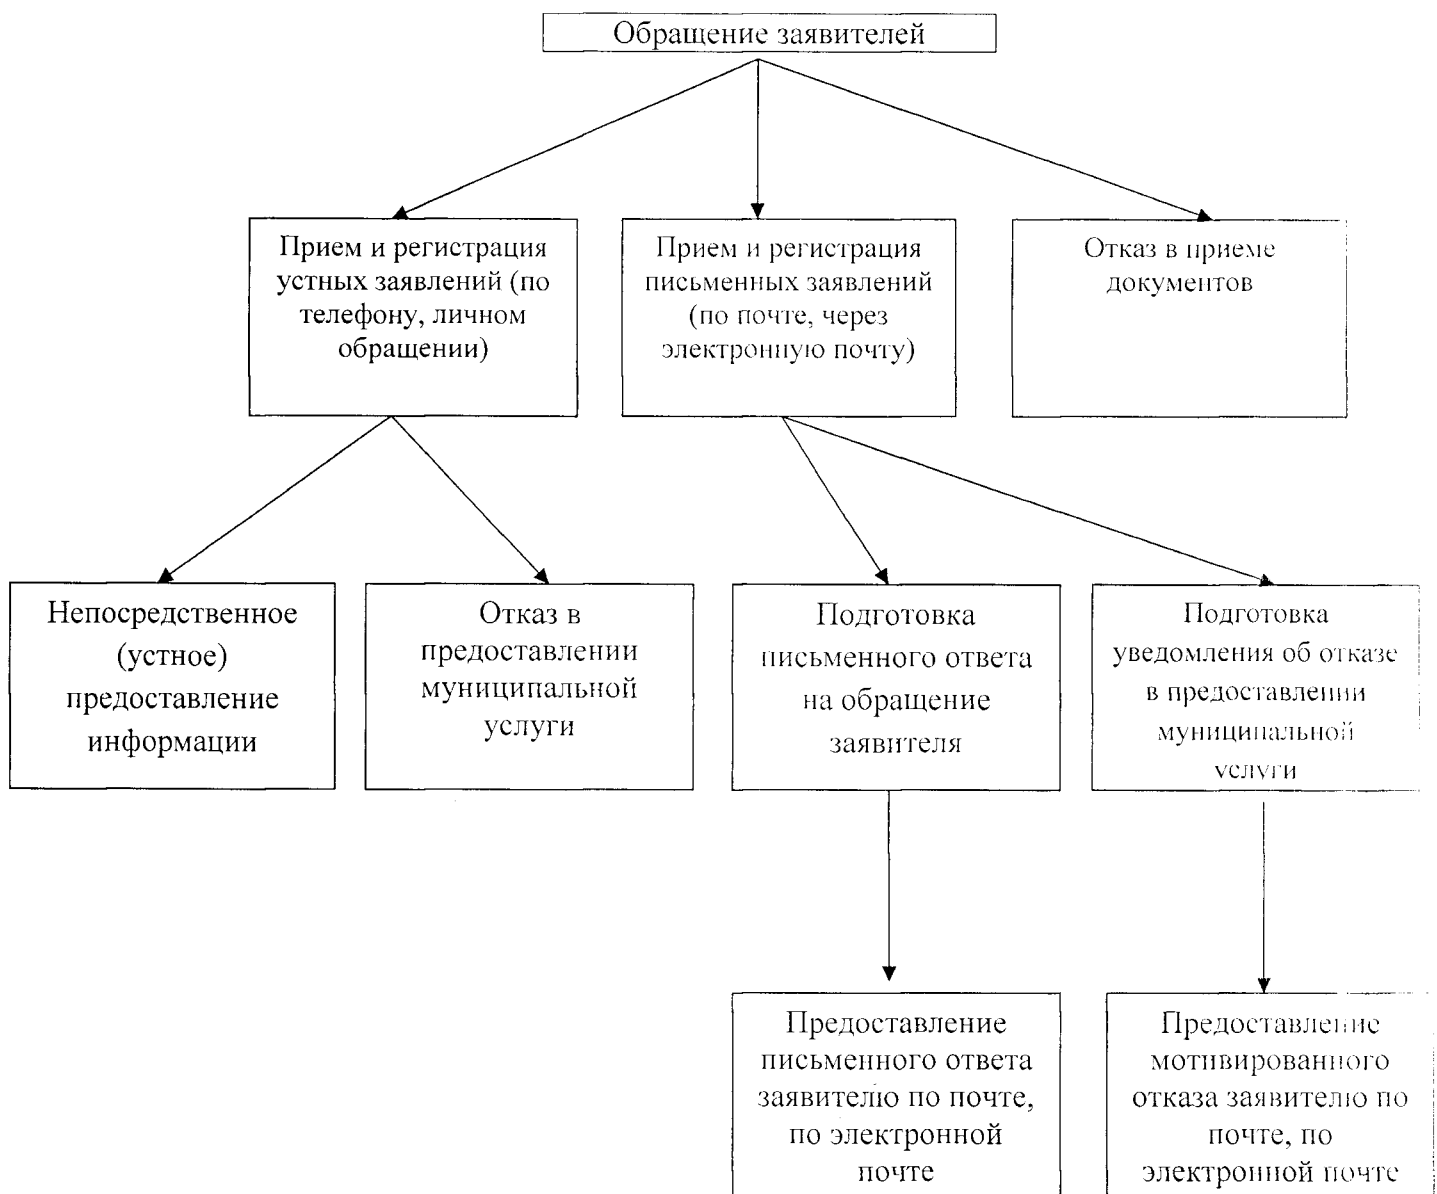 Обращение заявителей
Прием и регистрация
устных заявлений (по
телефону, личном
обращении)
Прием и регистрация
письменных заявлений
(по почте, через
электронную почту)
Отказ в приеме
документов
Непосредственное
(устное)
предоставление
информации
Отказ в
предоставлении
муниципальной
услуги
Подготовка
письменного ответа
на обращение
заявителя
Подготовка
уведомления об отказе
в предоставлении
муниципальной
услуги
Предоставление
письменного ответа
заявителю по почте,
по электронной
почте
Предоставление
мотивированного
отказа заявителю по
почте, по
электронной почте